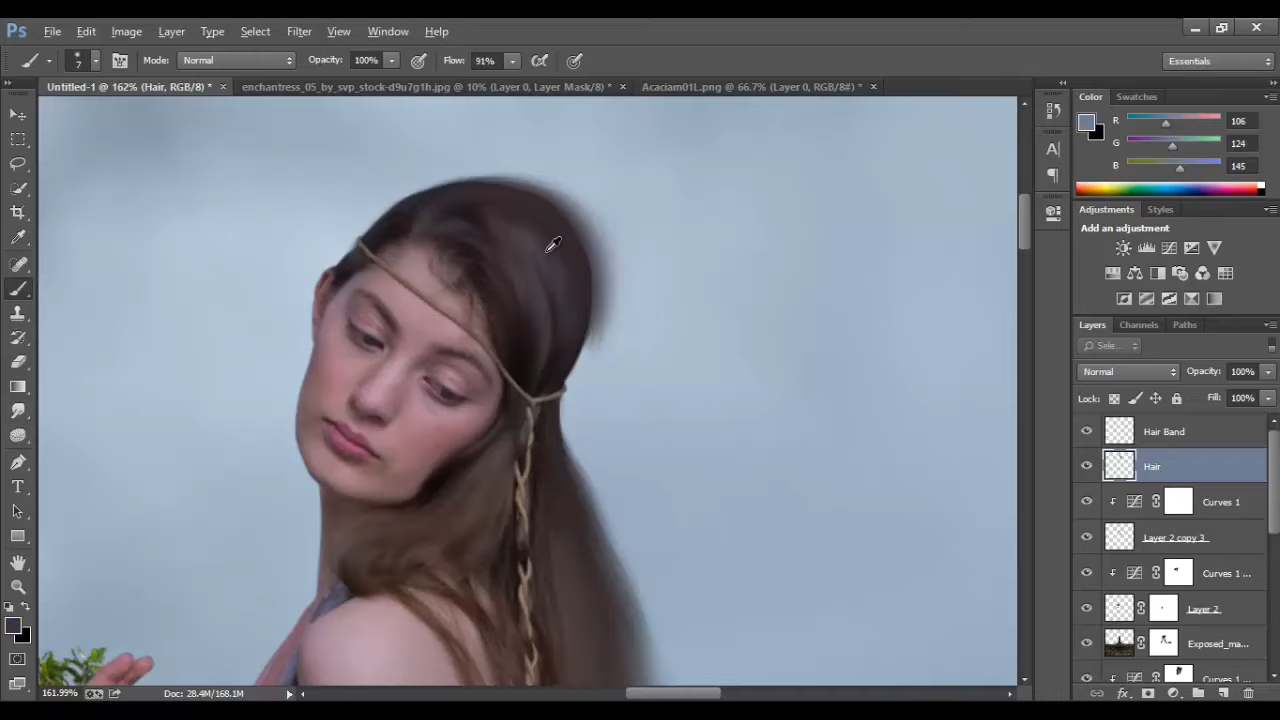 Ps File Edit Image Layer Type Select Filter View Window Help
7 Mode: Normal Opacity: 100% Flow: 91% Essentials
Untitled-1 @ 162% (Hair, RGB/8) * × enchantress_05_by_svp_stock-d9u7g1h.jpg @ 10% (Layer 0, Layer Mask/8) * × Acaciam01L.png @ 66.7% (Layer 0, RGB/8#) * ×
Color Swatches
R 106
G 124
B 145
Adjustments Styles
Add an adjustment
Layers Channels Paths
Sele...
Normal Opacity: 100%
Lock: Fill: 100%
Hair Band
Hair
Curves 1
Layer 2 copy 3
Curves 1 ...
Layer 2
Exposed_ma...
Curves 1 ...
161.99% Doc: 28.4M/168.1M